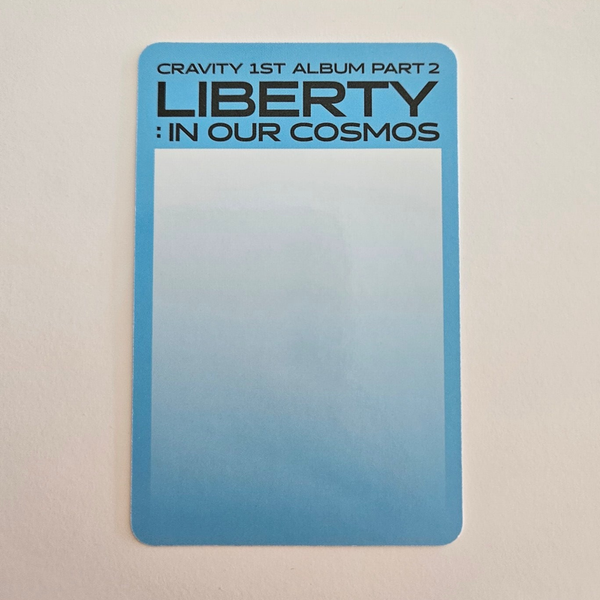 CRAVITY 1ST ALBUM PART 2
LIBERTY
: IN OUR COSMOS